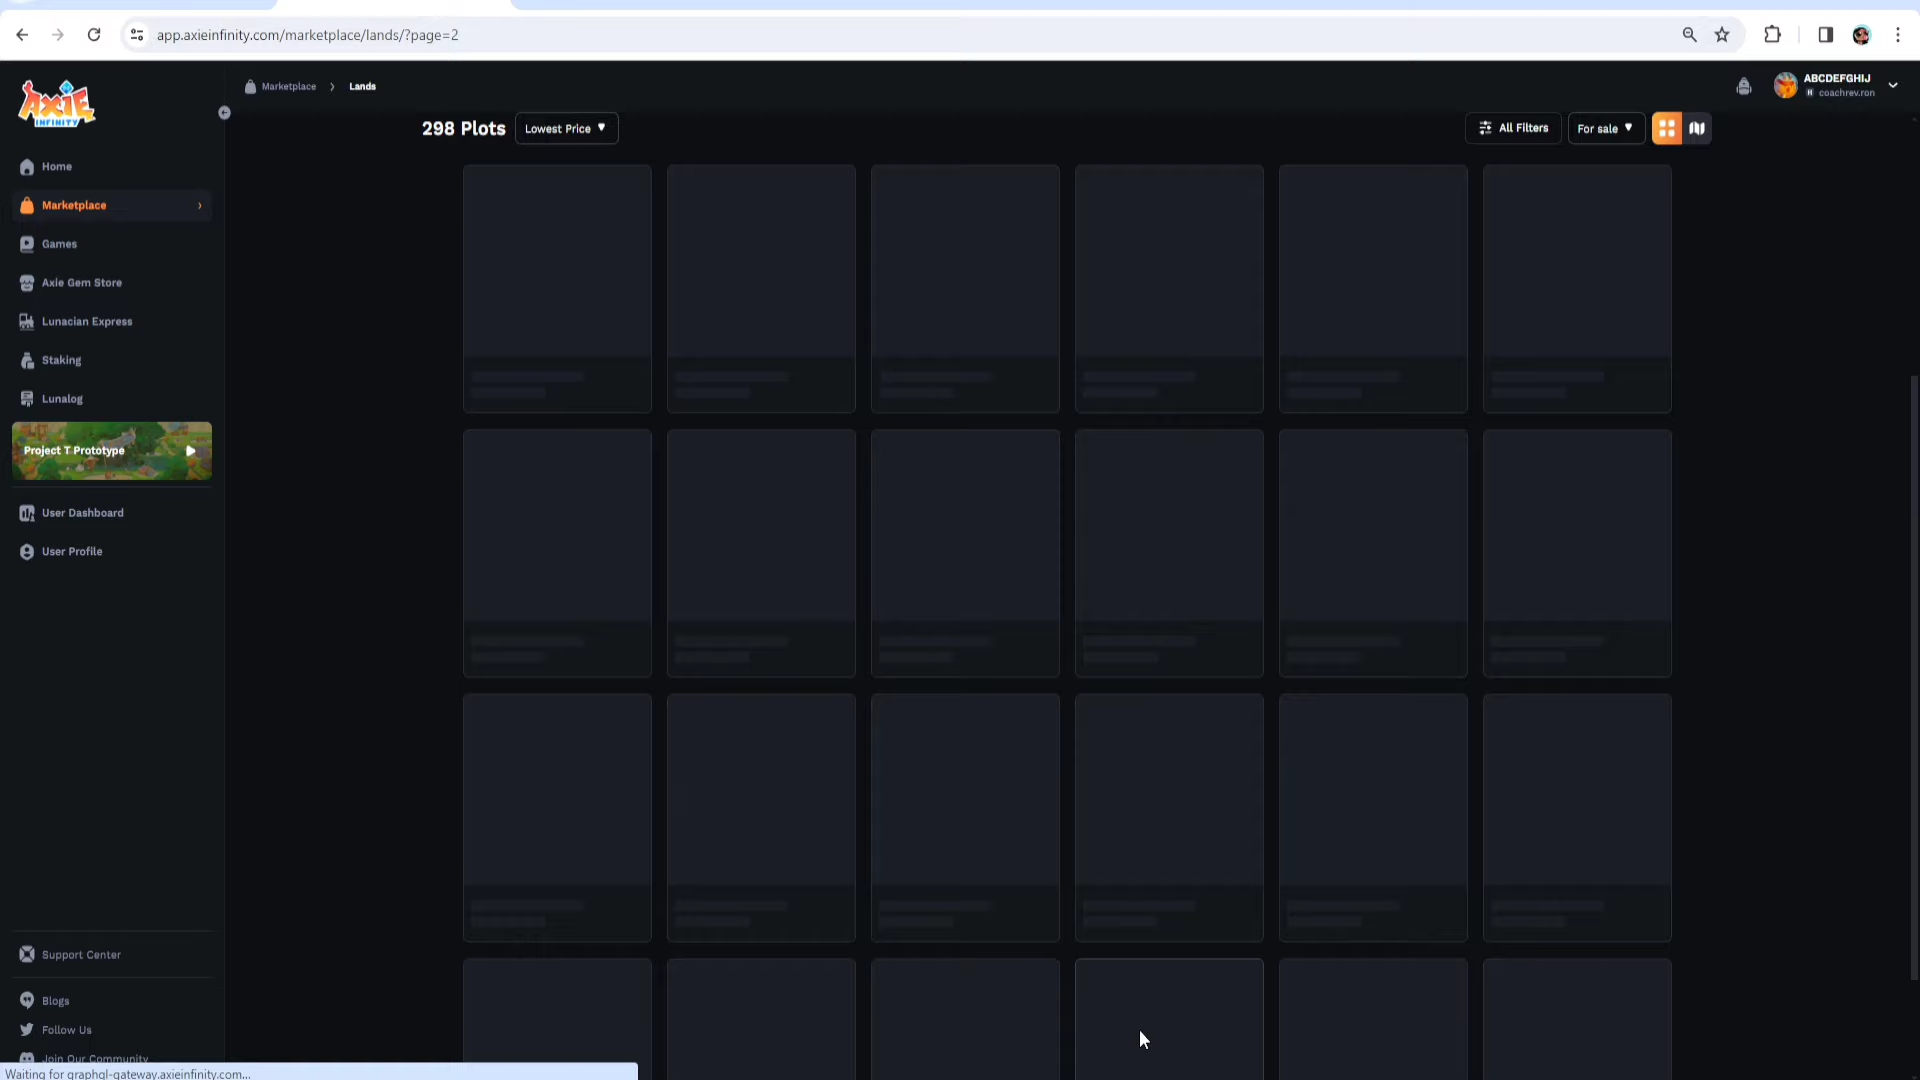 app.axieinfinity.com/marketplace/lands/?page=2
AXIE
INFINITY
Marketplace
Lands
ABCDEFGHIJ
coachrev.ron
298 Plots
Lowest Price
All Filters
For sale
Home
Marketplace
Games
Axie Gem Store
Lunacian Express
Staking
Lunalog
Project T Prototype
User Dashboard
User Profile
Support Center
Blogs
Follow Us
Join Our Community
Waiting for graphql-gateway.axieinfinity.com...